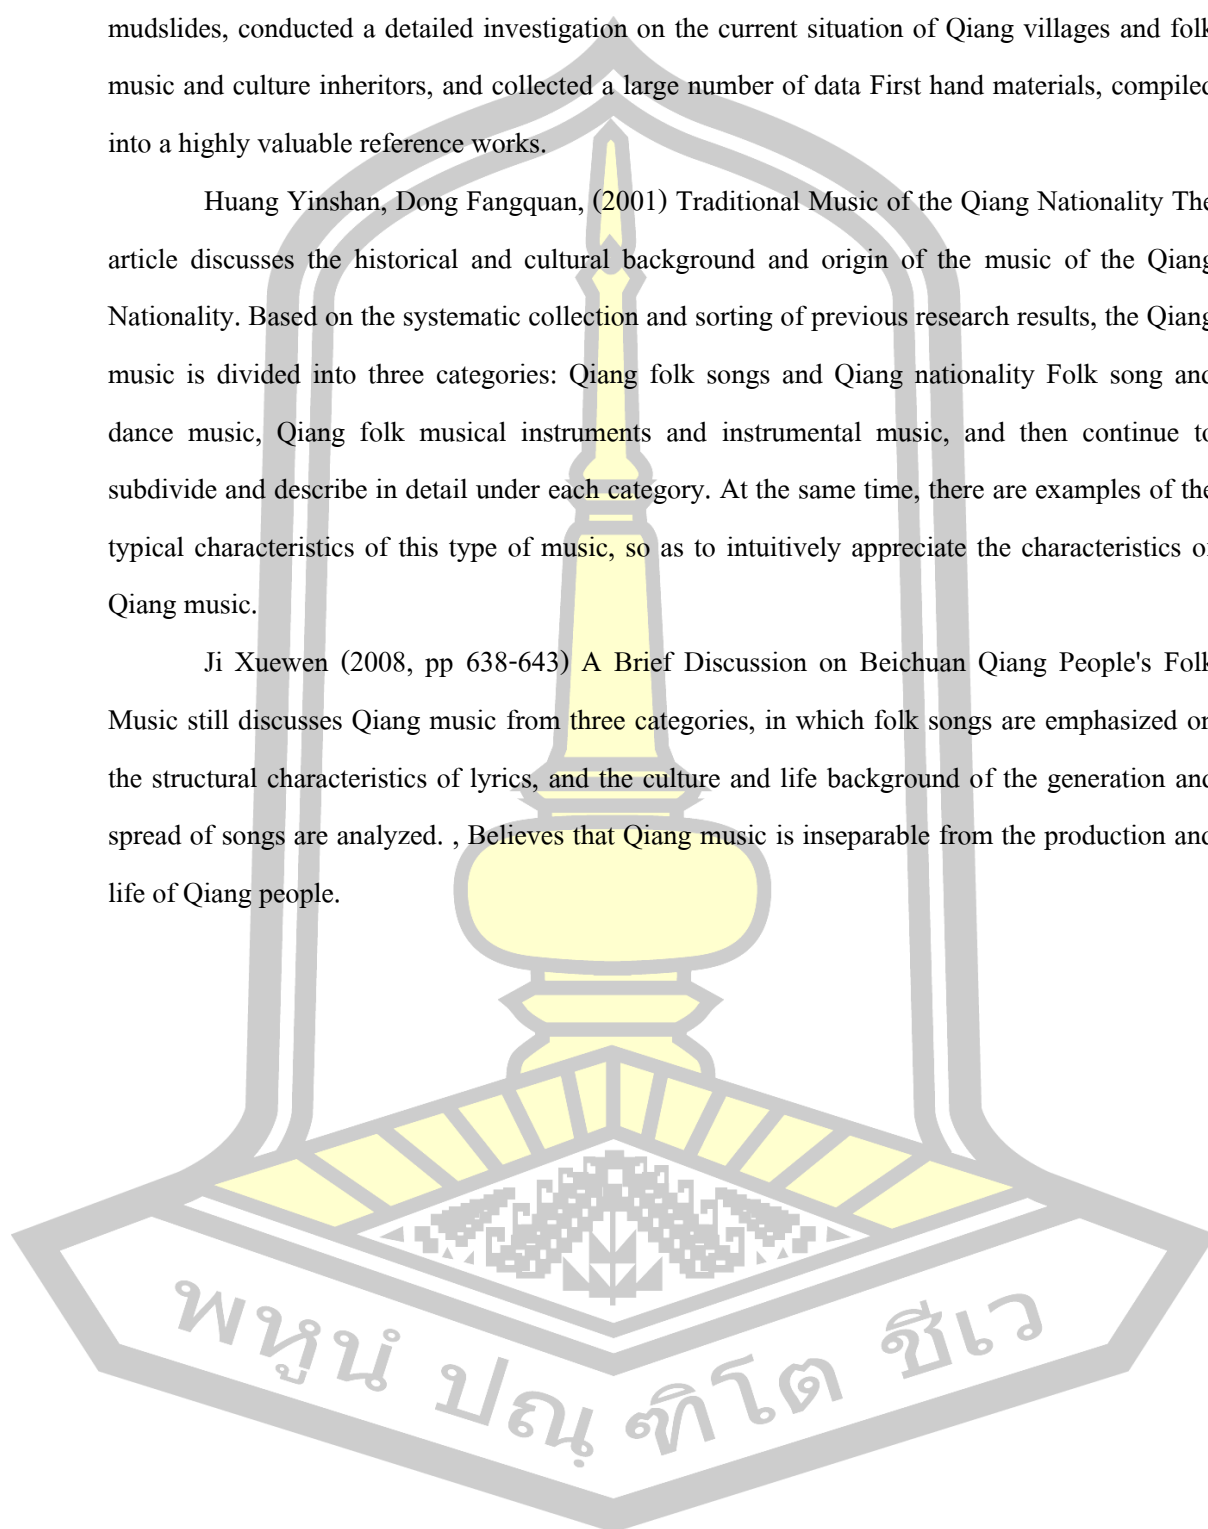 mudslides, conducted a detailed investigation on the current situation of Qiang villages and folk
music and culture inheritors, and collected a large number of data First hand materials, compiled
into a highly valuable reference works.
Huang Yinshan, Dong Fangquan, (2001) Traditional Music of the Qiang Nationality The
article discusses the historical and cultural background and origin of the music of the Qiang
Nationality. Based on the systematic collection and sorting of previous research results, the Qiang
music is divided into three categories: Qiang folk songs and Qiang nationality Folk song and
dance music, Qiang folk musical instruments and instrumental music, and then continue to
subdivide and describe in detail under each category. At the same time, there are examples of the
typical characteristics of this type of music, so as to intuitively appreciate the characteristics of
Qiang music.
Ji Xuewen (2008, pp 638-643) A Brief Discussion on Beichuan Qiang People's Folk
Music still discusses Qiang music from three categories, in which folk songs are emphasized on
the structural characteristics of lyrics, and the culture and life background of the generation and
spread of songs are analyzed. , Believes that Qiang music is inseparable from the production and
life of Qiang people.
พหูนํ ปณฺฑิโต ชีเว